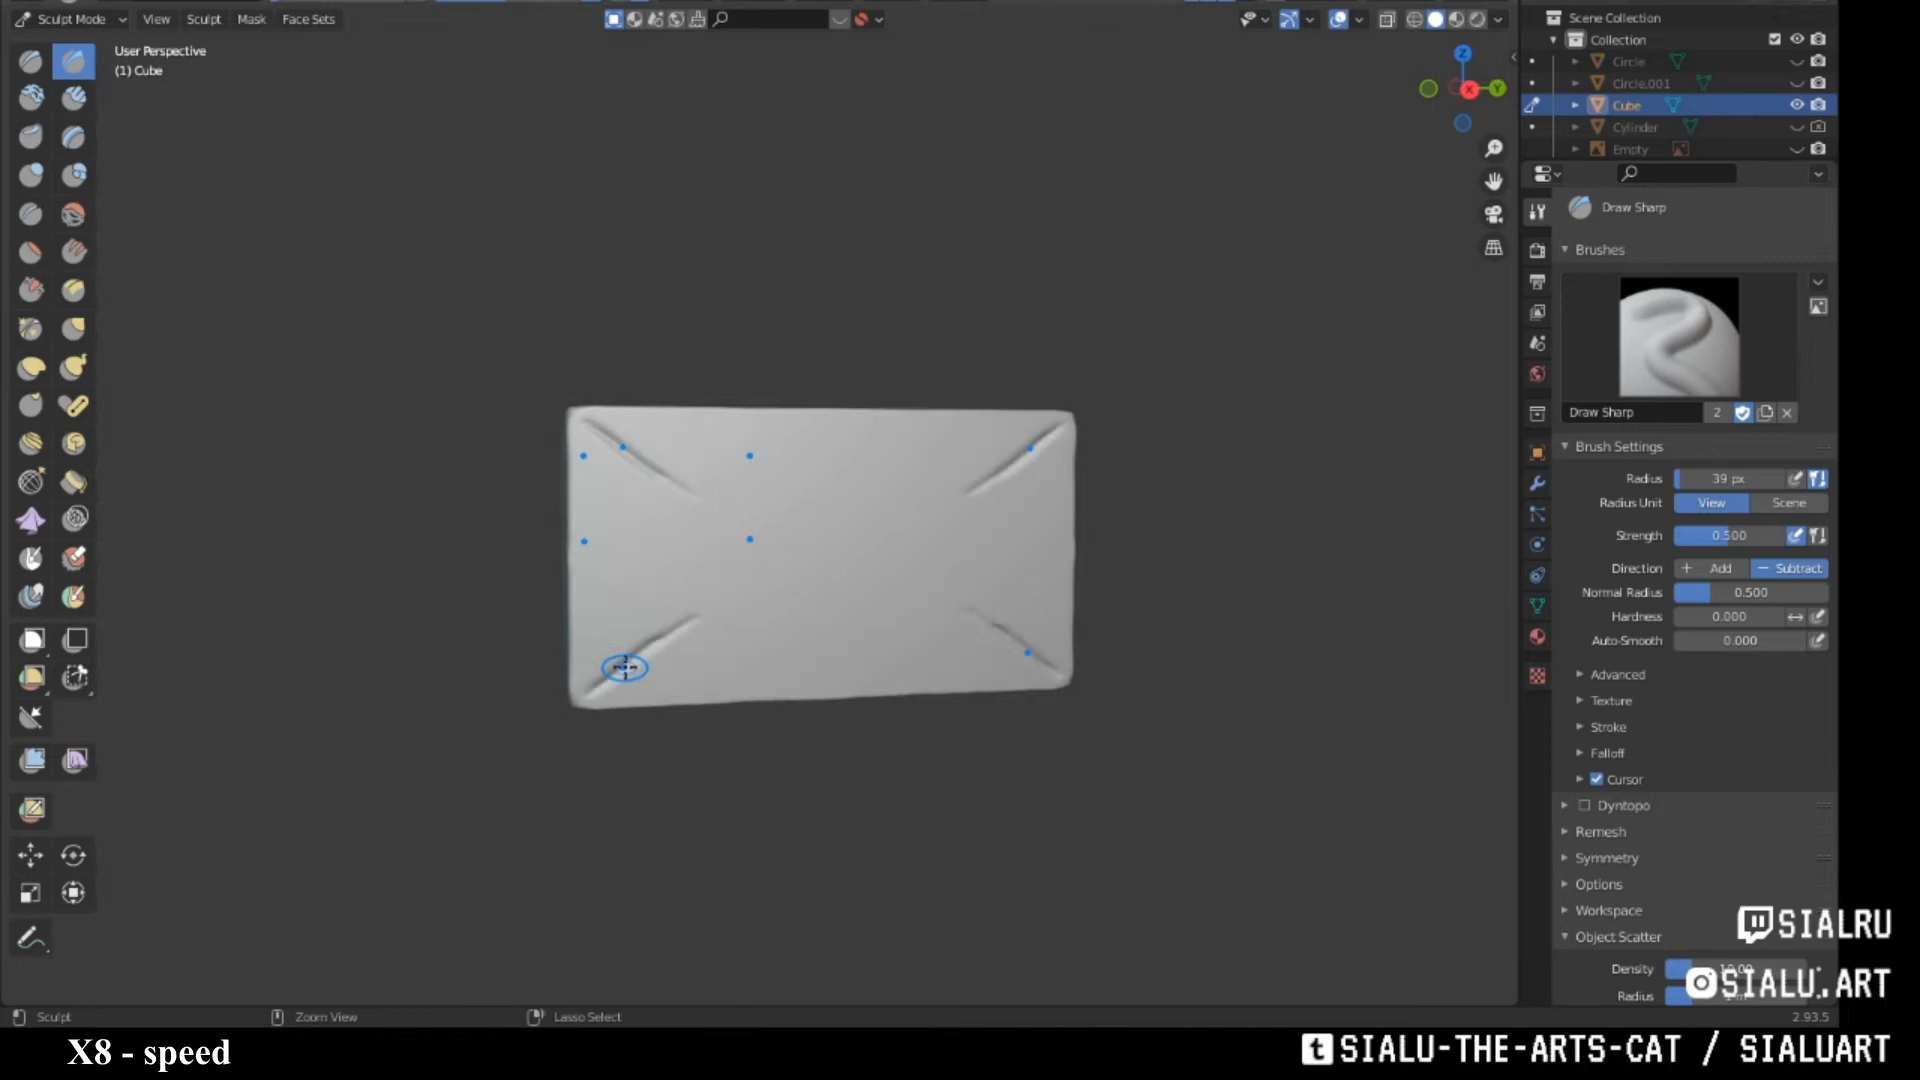 Sculpt Mode View Sculpt Mask Face Sets
User Perspective
(1) Cube
Z
X
Y
Scene Collection
Collection
Circle
Circle.001
Cube
Cylinder
Empty
Draw Sharp
Brushes
Draw Sharp 2
Brush Settings
Radius 39 px
Radius Unit View Scene
Strength 0.500
Direction + Add − Subtract
Normal Radius 0.500
Hardness 0.000
Auto-Smooth 0.000
Advanced
Texture
Stroke
Falloff
Cursor
Dyntopo
Remesh
Symmetry
Options
Workspace
Object Scatter
Density
Radius
SIALRU
SIALU.ART
Sculpt Zoom View Lasso Select 2.93.5
X8 - speed
t SIALU-THE-ARTS-CAT / SIALUART